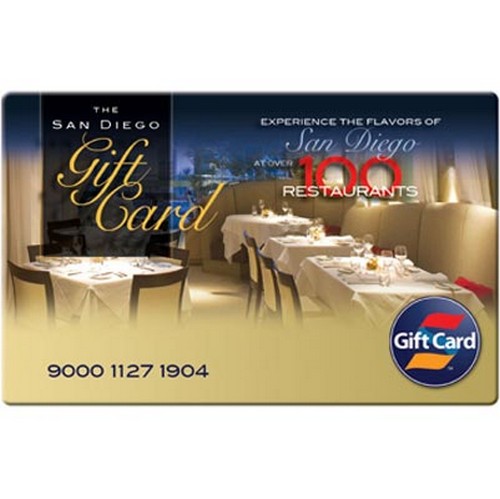 THE
SAN DIEGO
Gift
Card
EXPERIENCE THE FLAVORS OF
San Diego
AT OVER 100
RESTAURANTS
Gift Card
SM
9000 1127 1904